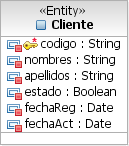 «Entity»
Cliente
codigo : String
nombres : String
apellidos : String
estado : Boolean
fechaReg : Date
fechaAct : Date